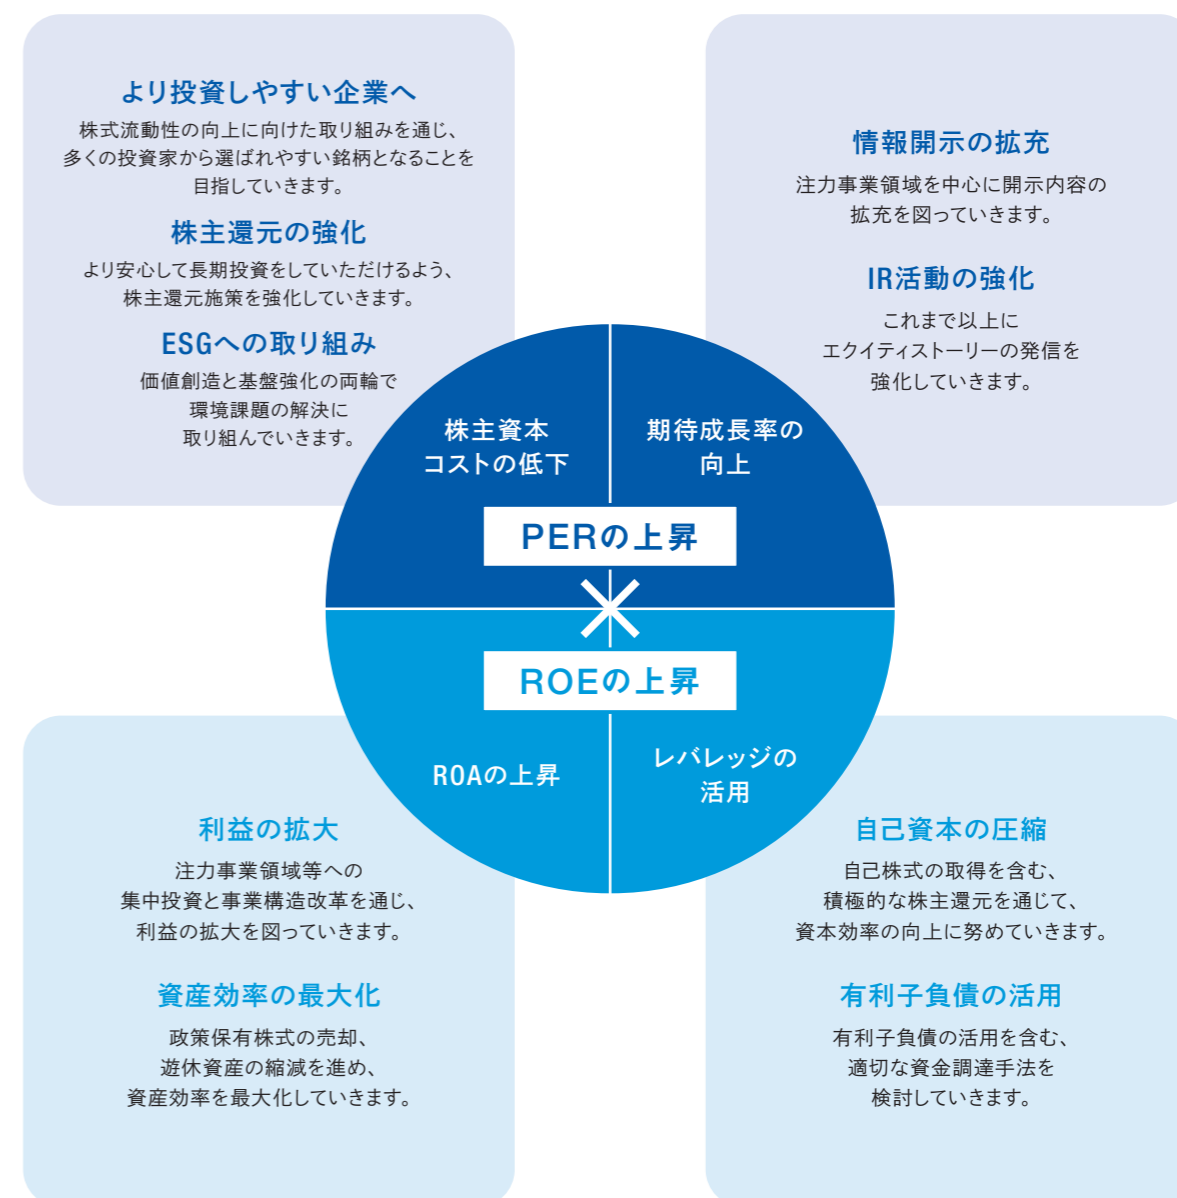 より投資しやすい企業へ
株式流動性の向上に向けた取り組みを通じ、
多くの投資家から選ばれやすい銘柄となることを
目指していきます。
株主還元の強化
より安心して長期投資をしていただけるよう、
株主還元施策を強化していきます。
ESGへの取り組み
価値創造と基盤強化の両輪で
環境課題の解決に
取り組んでいきます。
情報開示の拡充
注力事業領域を中心に開示内容の
拡充を図っていきます。
IR活動の強化
これまで以上に
エクイティストーリーの発信を
強化していきます。
株主資本
コストの低下
期待成長率の
向上
PERの上昇
×
ROEの上昇
ROAの上昇
レバレッジの
活用
利益の拡大
注力事業領域等への
集中投資と事業構造改革を通じ、
利益の拡大を図っていきます。
資産効率の最大化
政策保有株式の売却、
遊休資産の縮減を進め、
資産効率を最大化していきます。
自己資本の圧縮
自己株式の取得を含む、
積極的な株主還元を通じて、
資本効率の向上に努めていきます。
有利子負債の活用
有利子負債の活用を含む、
適切な資金調達手法を
検討していきます。